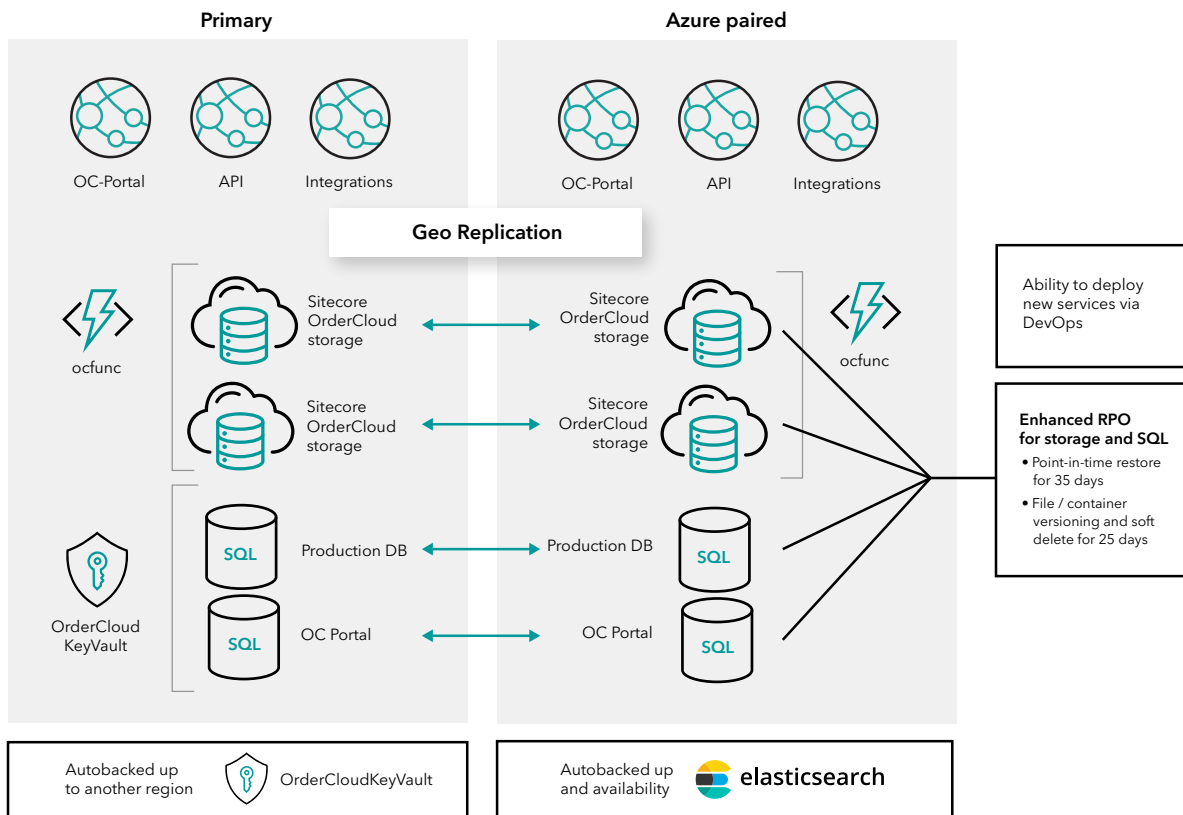 Primary
Azure paired
OC-Portal
API
Integrations
OC-Portal
API
Integrations
Geo Replication
ocfunc
Sitecore
OrderCloud
storage
Sitecore
OrderCloud
storage
ocfunc
Sitecore
OrderCloud
storage
Sitecore
OrderCloud
storage
OrderCloud
KeyVault
SQL
Production DB
Production DB
SQL
SQL
OC Portal
OC Portal
SQL
Ability to deploy
new services via
DevOps
Enhanced RPO
for storage and SQL
• Point-in-time restore
for 35 days
• File / container
versioning and soft
delete for 25 days
Autobacked up
to another region
OrderCloudKeyVault
Autobacked up
and availability
elasticsearch